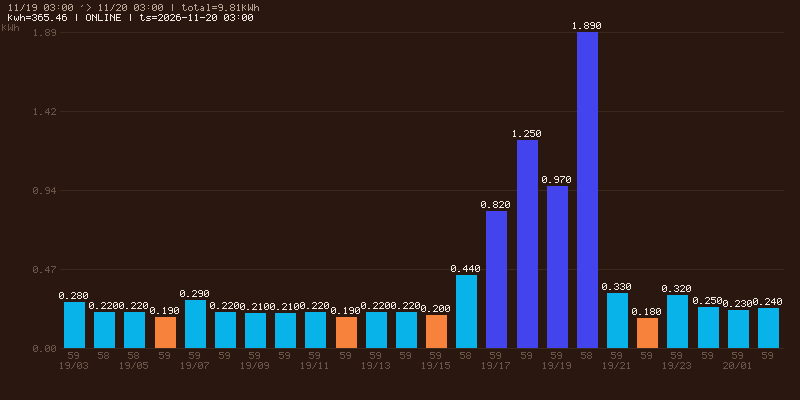 11/19 03:00 -> 11/20 03:00 | total=9.81kWh
Kwh=365.46 | ONLINE | ts=2026-11-20 03:00
kWh
1.89
1.42
0.94
0.47
0.00
0.280 0.220 0.220 0.190 0.290 0.220 0.210 0.210 0.220 0.190 0.220 0.220 0.200 0.440 0.820 1.250 0.970 1.890 0.330 0.180 0.320 0.250 0.230 0.240
59 58 58 59 59 59 59 59 59 59 59 59 59 58 59 59 59 58 59 59 59 59 59 59
19/03 19/05 19/07 19/09 19/11 19/13 19/15 19/17 19/19 19/21 19/23 20/01